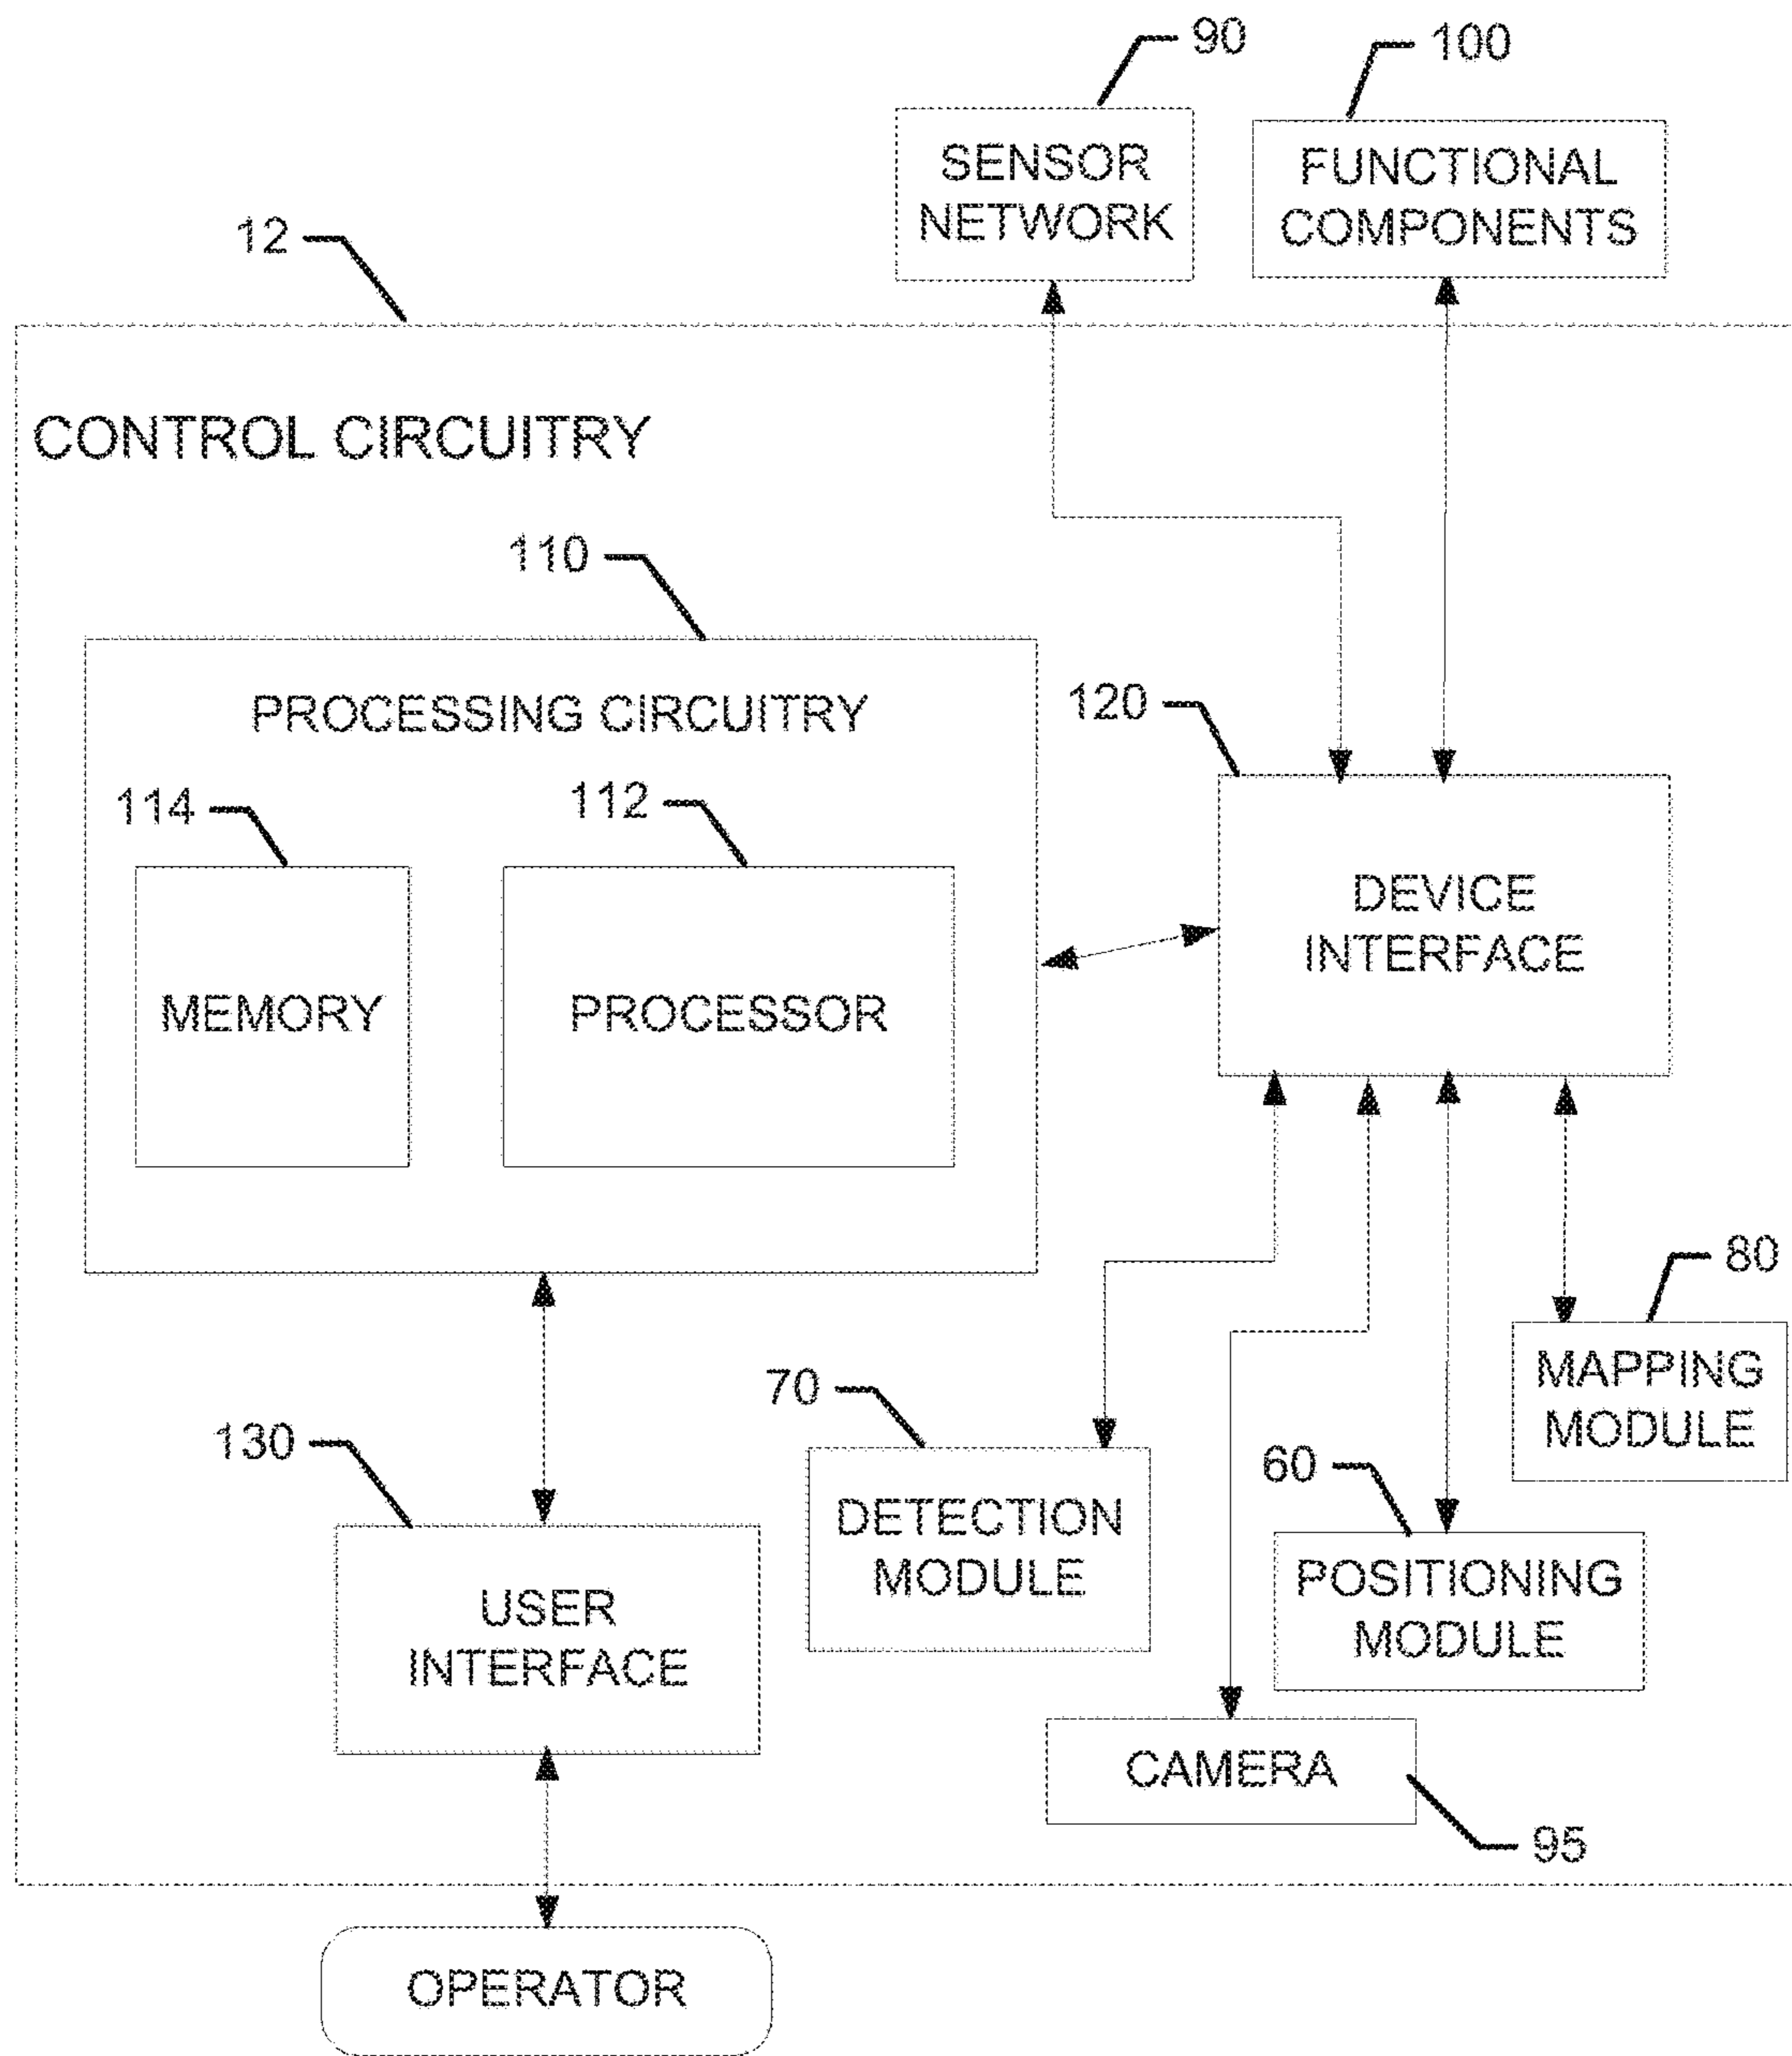 90
100
SENSOR
NETWORK
FUNCTIONAL
COMPONENTS
12
CONTROL CIRCUITRY
110
PROCESSING CIRCUITRY
120
114
112
DEVICE
INTERFACE
MEMORY
PROCESSOR
80
MAPPING
MODULE
70
130
60
DETECTION
MODULE
POSITIONING
MODULE
USER
INTERFACE
CAMERA
95
OPERATOR